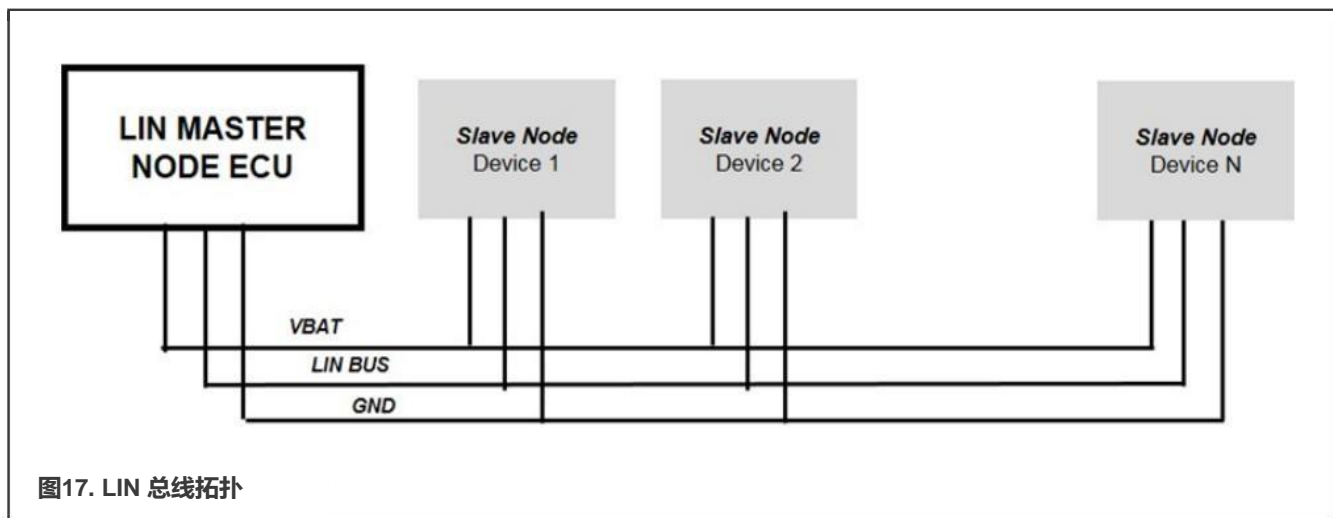 LIN MASTER
NODE ECU
Slave Node
Device 1
Slave Node
Device 2
Slave Node
Device N
VBAT
LIN BUS
GND
图17. LIN 总线拓扑